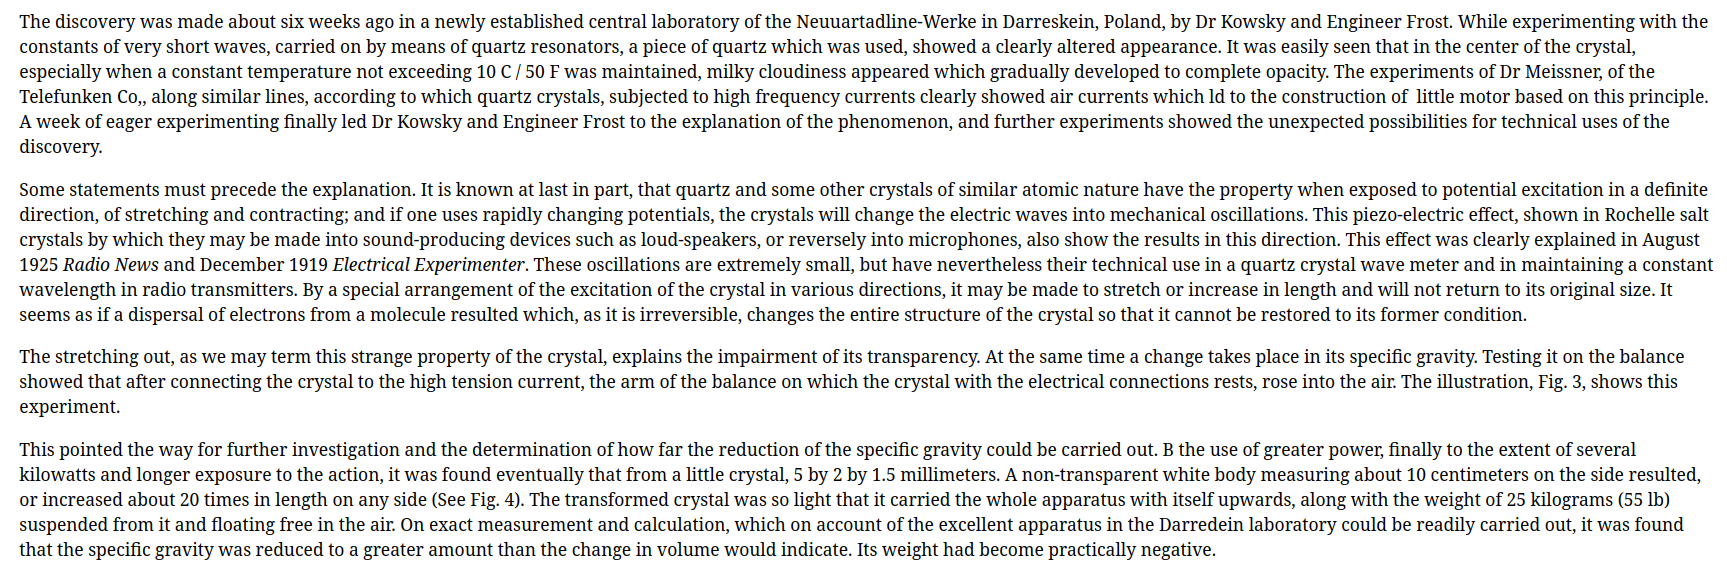 The discovery was made about six weeks ago in a newly established central laboratory of the Neuuartadline-Werke in Darreskein, Poland, by Dr Kowsky and Engineer Frost. While experimenting with the
constants of very short waves, carried on by means of quartz resonators, a piece of quartz which was used, showed a clearly altered appearance. It was easily seen that in the center of the crystal,
especially when a constant temperature not exceeding 10 C / 50 F was maintained, milky cloudiness appeared which gradually developed to complete opacity. The experiments of Dr Meissner, of the
Telefunken Co,, along similar lines, according to which quartz crystals, subjected to high frequency currents clearly showed air currents which ld to the construction of  little motor based on this principle.
A week of eager experimenting finally led Dr Kowsky and Engineer Frost to the explanation of the phenomenon, and further experiments showed the unexpected possibilities for technical uses of the
discovery.
Some statements must precede the explanation. It is known at last in part, that quartz and some other crystals of similar atomic nature have the property when exposed to potential excitation in a definite
direction, of stretching and contracting; and if one uses rapidly changing potentials, the crystals will change the electric waves into mechanical oscillations. This piezo-electric effect, shown in Rochelle salt
crystals by which they may be made into sound-producing devices such as loud-speakers, or reversely into microphones, also show the results in this direction. This effect was clearly explained in August
1925 Radio News and December 1919 Electrical Experimenter. These oscillations are extremely small, but have nevertheless their technical use in a quartz crystal wave meter and in maintaining a constant
wavelength in radio transmitters. By a special arrangement of the excitation of the crystal in various directions, it may be made to stretch or increase in length and will not return to its original size. It
seems as if a dispersal of electrons from a molecule resulted which, as it is irreversible, changes the entire structure of the crystal so that it cannot be restored to its former condition.
The stretching out, as we may term this strange property of the crystal, explains the impairment of its transparency. At the same time a change takes place in its specific gravity. Testing it on the balance
showed that after connecting the crystal to the high tension current, the arm of the balance on which the crystal with the electrical connections rests, rose into the air. The illustration, Fig. 3, shows this
experiment.
This pointed the way for further investigation and the determination of how far the reduction of the specific gravity could be carried out. B the use of greater power, finally to the extent of several
kilowatts and longer exposure to the action, it was found eventually that from a little crystal, 5 by 2 by 1.5 millimeters. A non-transparent white body measuring about 10 centimeters on the side resulted,
or increased about 20 times in length on any side (See Fig. 4). The transformed crystal was so light that it carried the whole apparatus with itself upwards, along with the weight of 25 kilograms (55 lb)
suspended from it and floating free in the air. On exact measurement and calculation, which on account of the excellent apparatus in the Darredein laboratory could be readily carried out, it was found
that the specific gravity was reduced to a greater amount than the change in volume would indicate. Its weight had become practically negative.